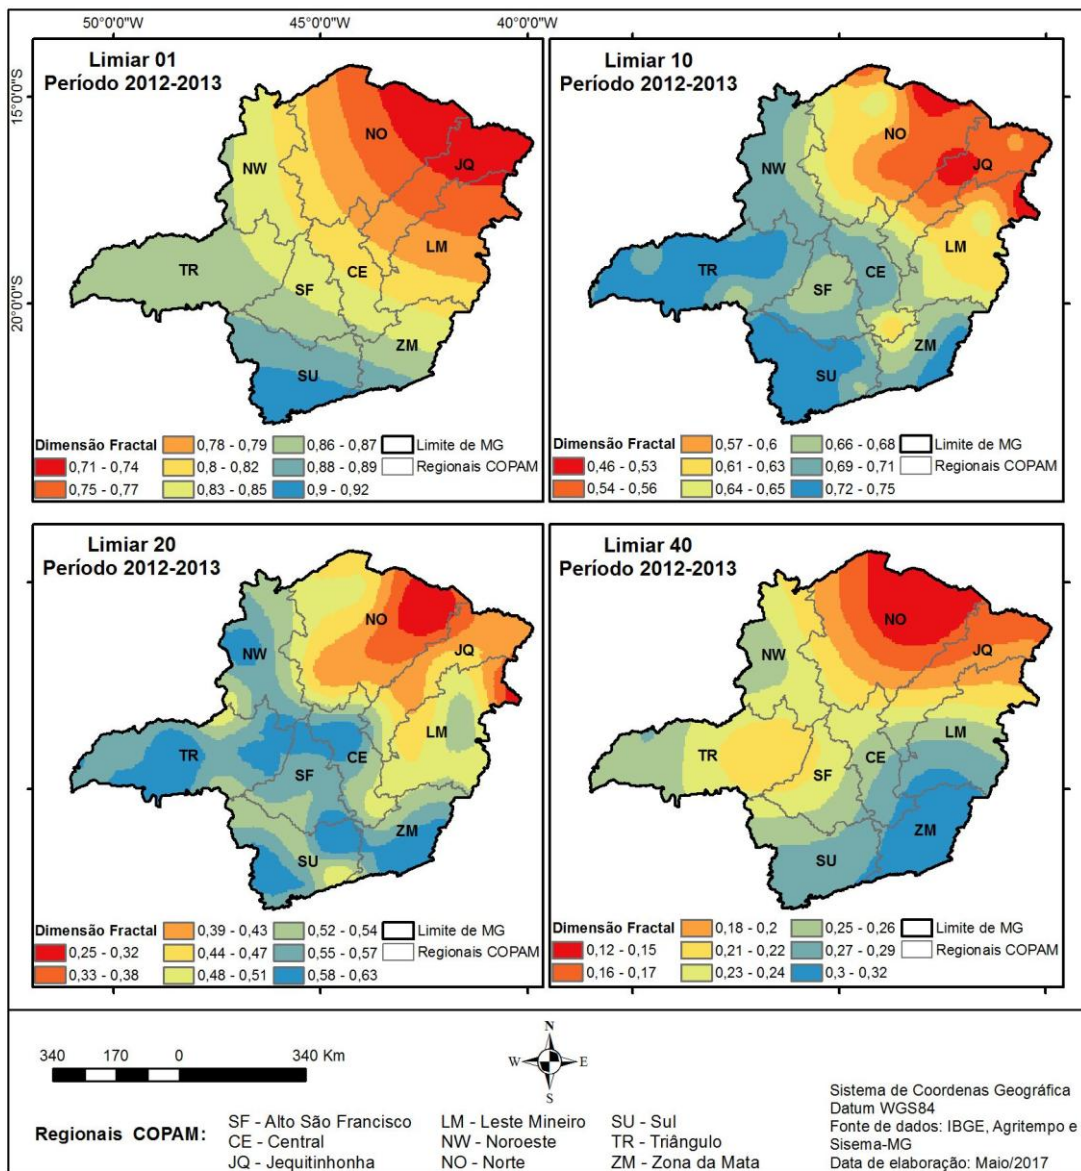 50°0'0"W 45°0'0"W 40°0'0"W
15°0'0"S
20°0'0"S
Limiar 01
Período 2012-2013
NO
JQ
NW
LM
TR
CE
SF
ZM
SU
Dimensão Fractal
0,71 - 0,74
0,75 - 0,77
0,78 - 0,79
0,8 - 0,82
0,83 - 0,85
0,86 - 0,87
0,88 - 0,89
0,9 - 0,92
Limite de MG
Regionais COPAM
Limiar 10
Período 2012-2013
NO
JQ
NW
LM
TR
CE
SF
ZM
SU
Dimensão Fractal
0,46 - 0,53
0,54 - 0,56
0,57 - 0,6
0,61 - 0,63
0,64 - 0,65
0,66 - 0,68
0,69 - 0,71
0,72 - 0,75
Limite de MG
Regionais COPAM
Limiar 20
Período 2012-2013
NO
JQ
NW
LM
TR
CE
SF
ZM
SU
Dimensão Fractal
0,25 - 0,32
0,33 - 0,38
0,39 - 0,43
0,44 - 0,47
0,48 - 0,51
0,52 - 0,54
0,55 - 0,57
0,58 - 0,63
Limite de MG
Regionais COPAM
Limiar 40
Período 2012-2013
NO
JQ
NW
LM
TR
CE
SF
ZM
SU
Dimensão Fractal
0,12 - 0,15
0,16 - 0,17
0,18 - 0,2
0,21 - 0,22
0,23 - 0,24
0,25 - 0,26
0,27 - 0,29
0,3 - 0,32
Limite de MG
Regionais COPAM
340 170 0 340 Km
N
W E
S
Regionais COPAM:
SF - Alto São Francisco
CE - Central
JQ - Jequitinhonha
LM - Leste Mineiro
NW - Noroeste
NO - Norte
SU - Sul
TR - Triângulo
ZM - Zona da Mata
Sistema de Coordenas Geográfica
Datum WGS84
Fonte de dados: IBGE, Agritempo e
Sisema-MG
Data de elaboração: Maio/2017